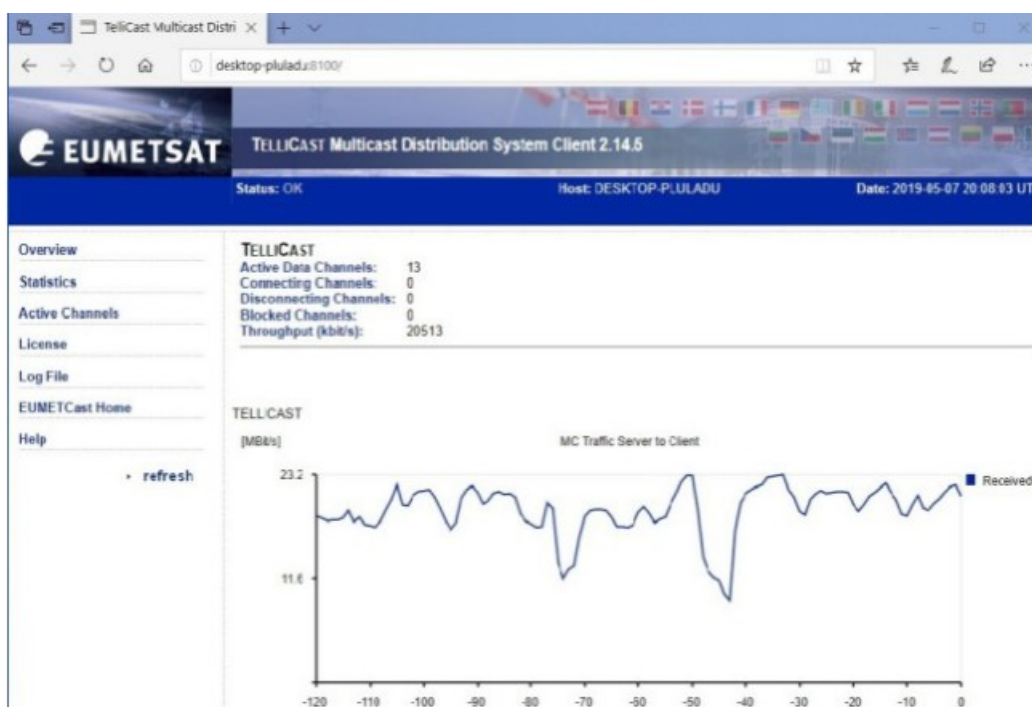 TelliCast Multicast Distri
desktop-pluladu:8100/
EUMETSAT
TELLICAST Multicast Distribution System Client 2.14.5
Status: OK Host: DESKTOP-PLULADU Date: 2019-05-07 20:08:03 UT
Overview
Statistics
Active Channels
License
Log File
EUMETCast Home
Help
refresh
TELLICAST
Active Data Channels: 13
Connecting Channels: 0
Disconnecting Channels: 0
Blocked Channels: 0
Throughput (kbit/s): 20513
TELLICAST
[MBit/s] MC Traffic Server to Client
23.2
Received
11.6
-120 -110 -100 -90 -80 -70 -60 -50 -40 -30 -20 -10 0